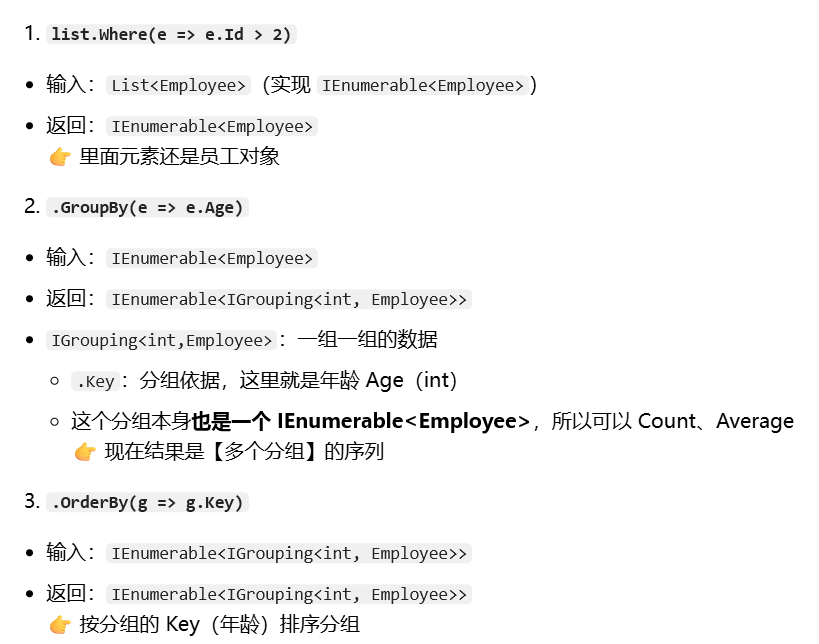 1. list.Where(e => e.Id > 2)
• 输入：List<Employee>（实现 IEnumerable<Employee>）
• 返回：IEnumerable<Employee>
👉 里面元素还是员工对象
2. .GroupBy(e => e.Age)
• 输入：IEnumerable<Employee>
• 返回：IEnumerable<IGrouping<int, Employee>>
• IGrouping<int,Employee>：一组一组的数据
○ .Key：分组依据，这里就是年龄 Age（int）
○ 这个分组本身也是一个 IEnumerable<Employee>，所以可以 Count、Average
👉 现在结果是【多个分组】的序列
3. .OrderBy(g => g.Key)
• 输入：IEnumerable<IGrouping<int, Employee>>
• 返回：IEnumerable<IGrouping<int, Employee>>
👉 按分组的 Key（年龄）排序分组